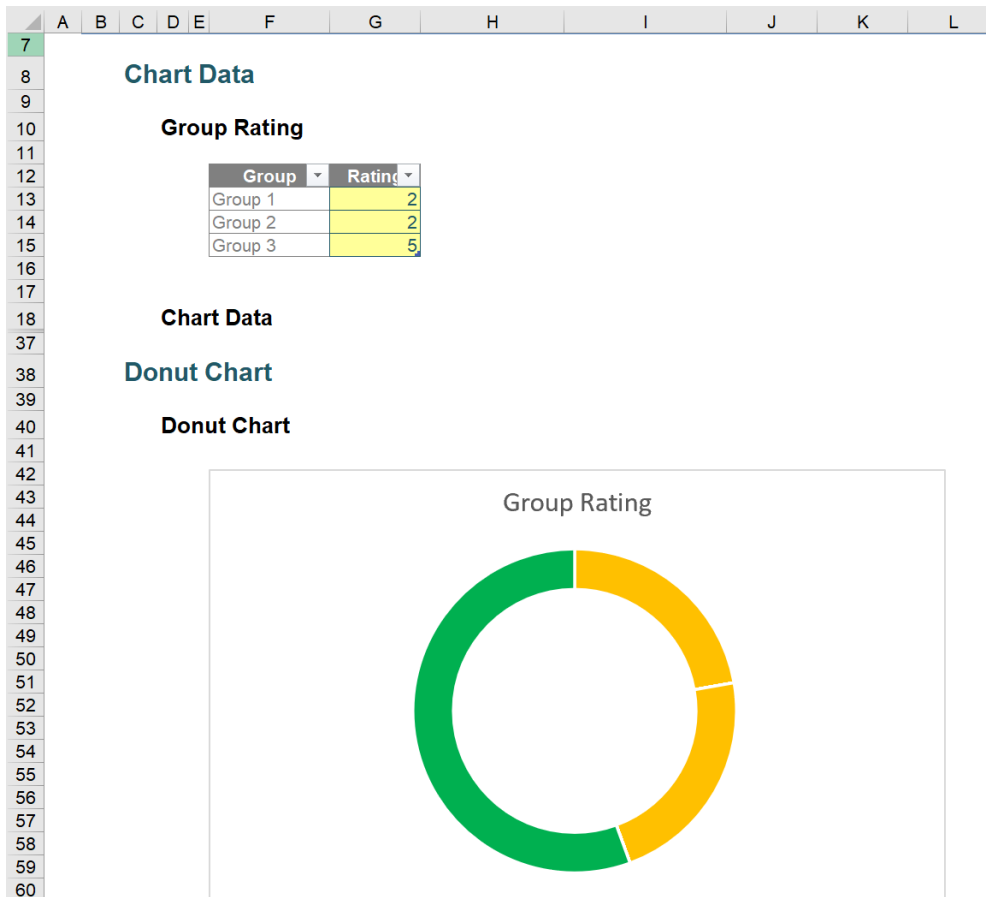 A B C D E F G H I J K L
7
8 Chart Data
9
10 Group Rating
11
12 Group Rating
13 Group 1 2
14 Group 2 2
15 Group 3 5
16
17
18 Chart Data
37
38 Donut Chart
39
40 Donut Chart
41
42
43 Group Rating
44
45
46
47
48
49
50
51
52
53
54
55
56
57
58
59
60